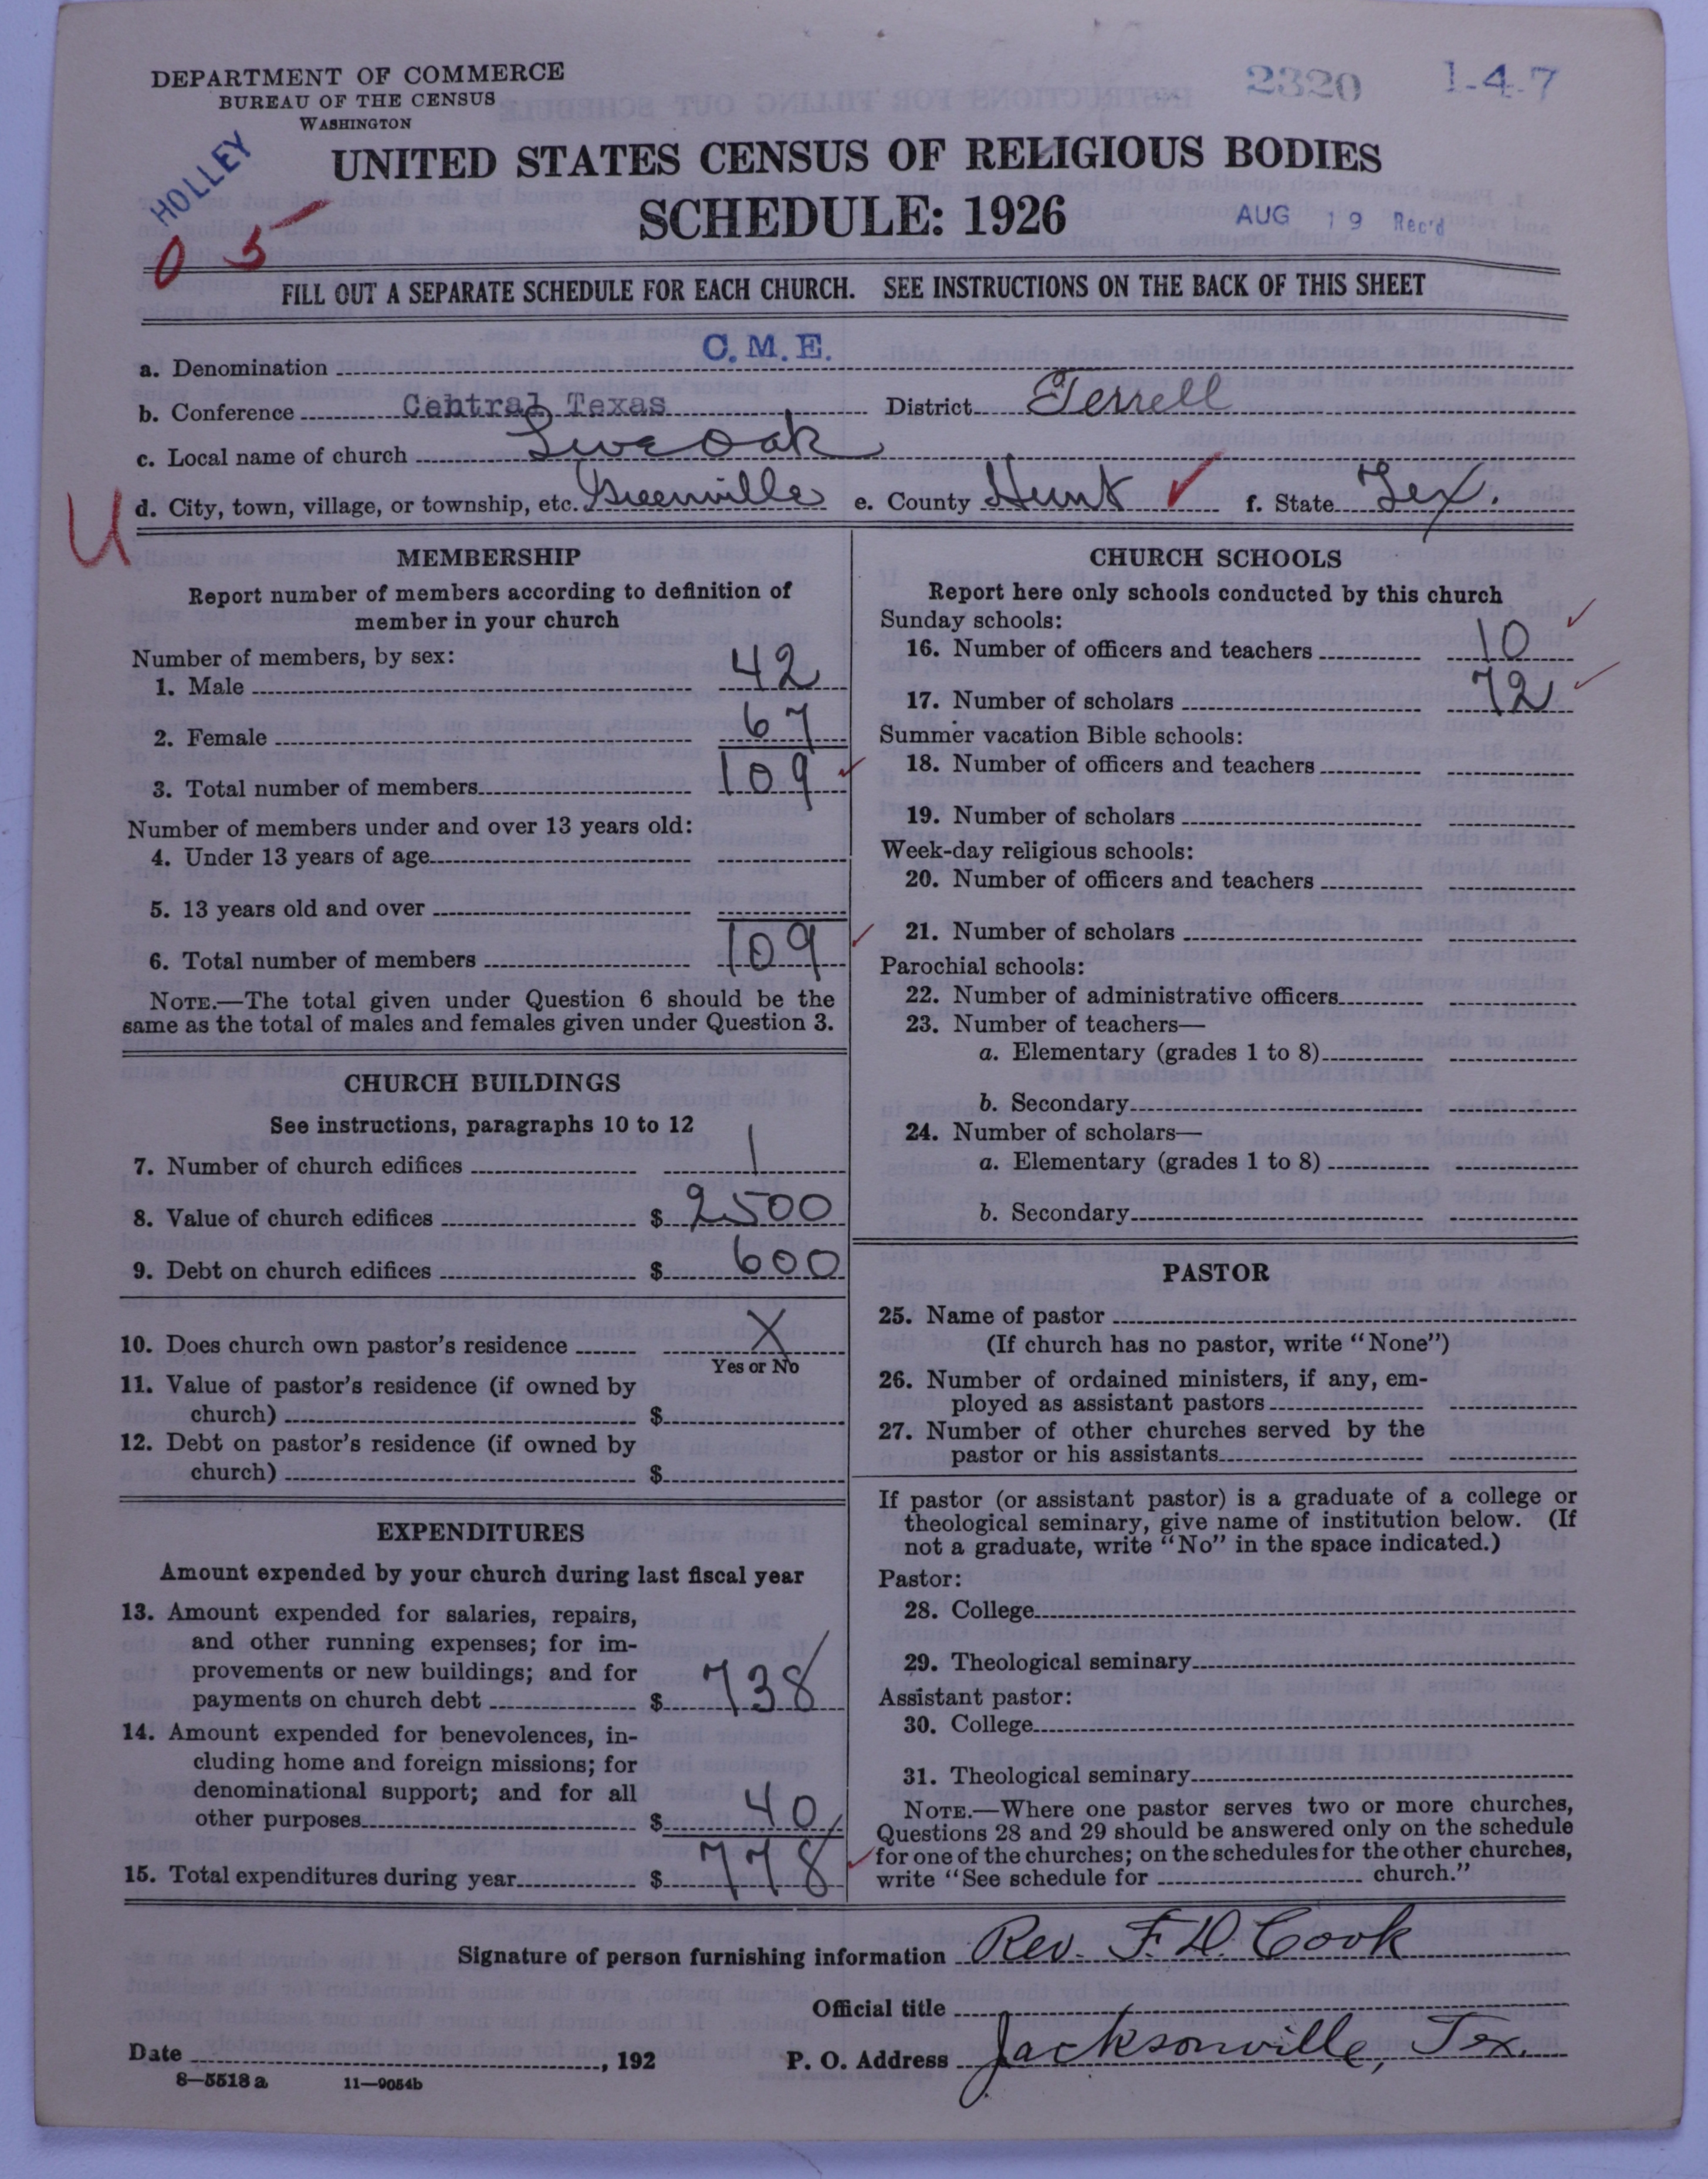 DEPARTMENT OF COMMERCE
BUREAU OF THE CENSUS
WASHINGTON
2320 1-4-7
HOLLEY
05
UNITED STATES CENSUS OF RELIGIOUS BODIES
SCHEDULE: 1926
AUG 19 Rec'd
FILL OUT A SEPARATE SCHEDULE FOR EACH CHURCH. SEE INSTRUCTIONS ON THE BACK OF THIS SHEET
a. Denomination C.M.E.
b. Conference Central Texas District Terrell
c. Local name of church Live Oak
U
d. City, town, village, or township, etc. Greenville e. County Hunt ✓ f. State Tex.
MEMBERSHIP
Report number of members according to definition of
member in your church
Number of members, by sex:
1. Male 42
2. Female 67
3. Total number of members 109 ✓
Number of members under and over 13 years old:
4. Under 13 years of age
5. 13 years old and over
6. Total number of members 109 ✓
NOTE.—The total given under Question 6 should be the
same as the total of males and females given under Question 3.
CHURCH BUILDINGS
See instructions, paragraphs 10 to 12
7. Number of church edifices 1
8. Value of church edifices $ 2500
9. Debt on church edifices $ 600
10. Does church own pastor's residence X
Yes or No
11. Value of pastor's residence (if owned by
church) $
12. Debt on pastor's residence (if owned by
church) $
EXPENDITURES
Amount expended by your church during last fiscal year
13. Amount expended for salaries, repairs,
and other running expenses; for im-
provements or new buildings; and for
payments on church debt $ 738
14. Amount expended for benevolences, in-
cluding home and foreign missions; for
denominational support; and for all
other purposes $ 40
15. Total expenditures during year $ 778 ✓
CHURCH SCHOOLS
Report here only schools conducted by this church
Sunday schools:
16. Number of officers and teachers 10 ✓
17. Number of scholars 72 ✓
Summer vacation Bible schools:
18. Number of officers and teachers
19. Number of scholars
Week-day religious schools:
20. Number of officers and teachers
21. Number of scholars
Parochial schools:
22. Number of administrative officers
23. Number of teachers—
a. Elementary (grades 1 to 8)
b. Secondary
24. Number of scholars—
a. Elementary (grades 1 to 8)
b. Secondary
PASTOR
25. Name of pastor
(If church has no pastor, write "None")
26. Number of ordained ministers, if any, em-
ployed as assistant pastors
27. Number of other churches served by the
pastor or his assistants
If pastor (or assistant pastor) is a graduate of a college or
theological seminary, give name of institution below. (If
not a graduate, write "No" in the space indicated.)
Pastor:
28. College
29. Theological seminary
Assistant pastor:
30. College
31. Theological seminary
NOTE.—Where one pastor serves two or more churches,
Questions 28 and 29 should be answered only on the schedule
for one of the churches; on the schedules for the other churches,
write "See schedule for church."
Signature of person furnishing information Rev. F. D. Cook
Official title
Date , 192 P. O. Address Jacksonville, Tex.
8—5518 a 11—9054b